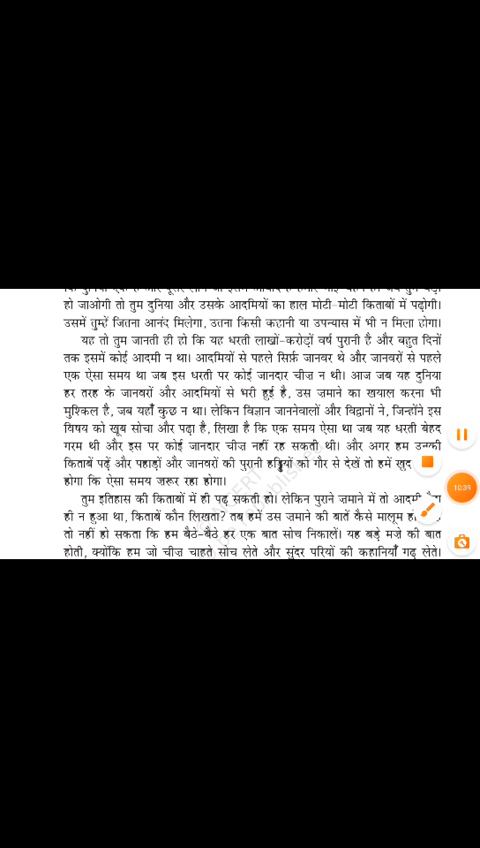 हो जाओगी तो तुम दुनिया और उसके आदमियों का हाल मोटी-मोटी किताबों में पढ़ोगी।
उसमें तुम्हें जितना आनंद मिलेगा, उतना किसी कहानी या उपन्यास में भी न मिला होगा।
यह तो तुम जानती ही हो कि यह धरती लाखों-करोड़ों वर्ष पुरानी है और बहुत दिनों
तक इसमें कोई आदमी न था। आदमियों से पहले सिर्फ़ जानवर थे और जानवरों से पहले
एक ऐसा समय था जब इस धरती पर कोई जानदार चीज़ न थी। आज जब यह दुनिया
हर तरह के जानवरों और आदमियों से भरी हुई है, उस ज़माने का खयाल करना भी
मुश्किल है, जब यहाँ कुछ न था। लेकिन विज्ञान जाननेवालों और विद्वानों ने, जिन्होंने इस
विषय को खूब सोचा और पढ़ा है, लिखा है कि एक समय ऐसा था जब यह धरती बेहद
गरम थी और इस पर कोई जानदार चीज़ नहीं रह सकती थी। और अगर हम उनकी
किताबें पढ़ें और पहाड़ों और जानवरों की पुरानी हड्डियों को गौर से देखें तो हमें खुद
होगा कि ऐसा समय ज़रूर रहा होगा।
तुम इतिहास की किताबों में ही पढ़ सकती हो। लेकिन पुराने ज़माने में तो आदमी
ही न हुआ था, किताबें कौन लिखता? तब हमें उस ज़माने की बातें कैसे मालूम
तो नहीं हो सकता कि हम बैठे-बैठे हर एक बात सोच निकालें। यह बड़े मज़े की बात
होती, क्योंकि हम जो चीज़ चाहते सोच लेते और सुंदर परियों की कहानियाँ गढ़ लेते।
10:39